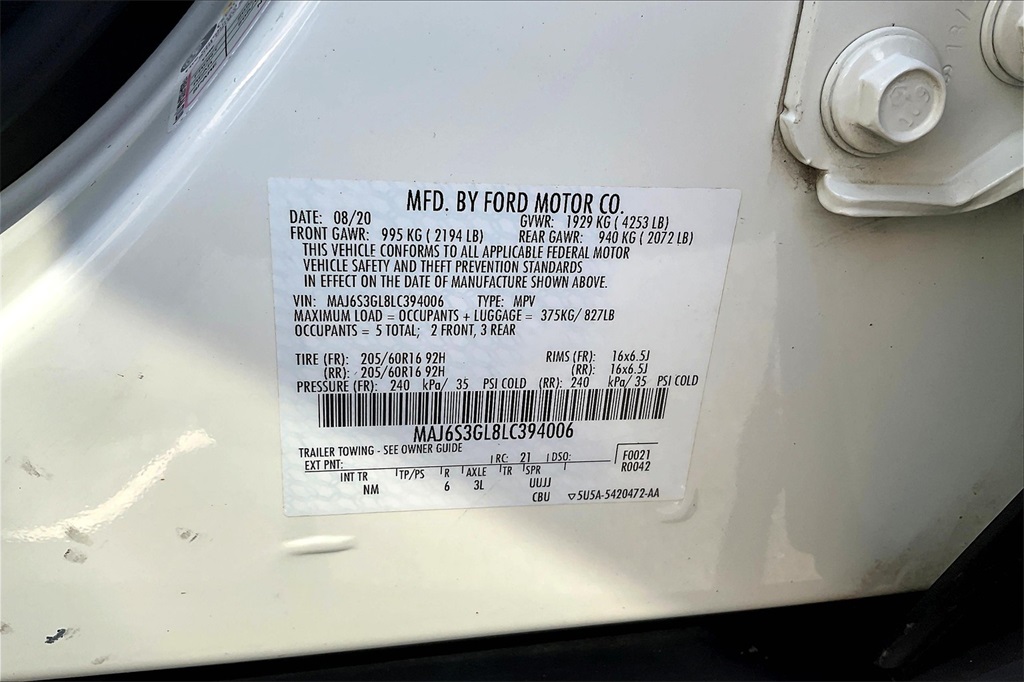 MFD. BY FORD MOTOR CO.
DATE: 08/20 GVWR: 1929 KG ( 4253 LB)
FRONT GAWR: 995 KG ( 2194 LB) REAR GAWR: 940 KG ( 2072 LB)
THIS VEHICLE CONFORMS TO ALL APPLICABLE FEDERAL MOTOR
VEHICLE SAFETY AND THEFT PREVENTION STANDARDS
IN EFFECT ON THE DATE OF MANUFACTURE SHOWN ABOVE.
VIN: MAJ6S3GL8LC394006 TYPE: MPV
MAXIMUM LOAD = OCCUPANTS + LUGGAGE = 375KG/ 827LB
OCCUPANTS = 5 TOTAL; 2 FRONT, 3 REAR
TIRE (FR): 205/60R16 92H RIMS (FR): 16x6.5J
(RR): 205/60R16 92H (RR): 16x6.5J
PRESSURE (FR): 240 kPa/ 35 PSI COLD (RR): 240 kPa/ 35 PSI COLD
MAJ6S3GL8LC394006
TRAILER TOWING - SEE OWNER GUIDE
EXT PNT: RC: 21 DSO: F0021
R0042
INT TR TP/PS R AXLE TR SPR
NM 6 3L UUJJ
CBU 5U5A-5420472-AA